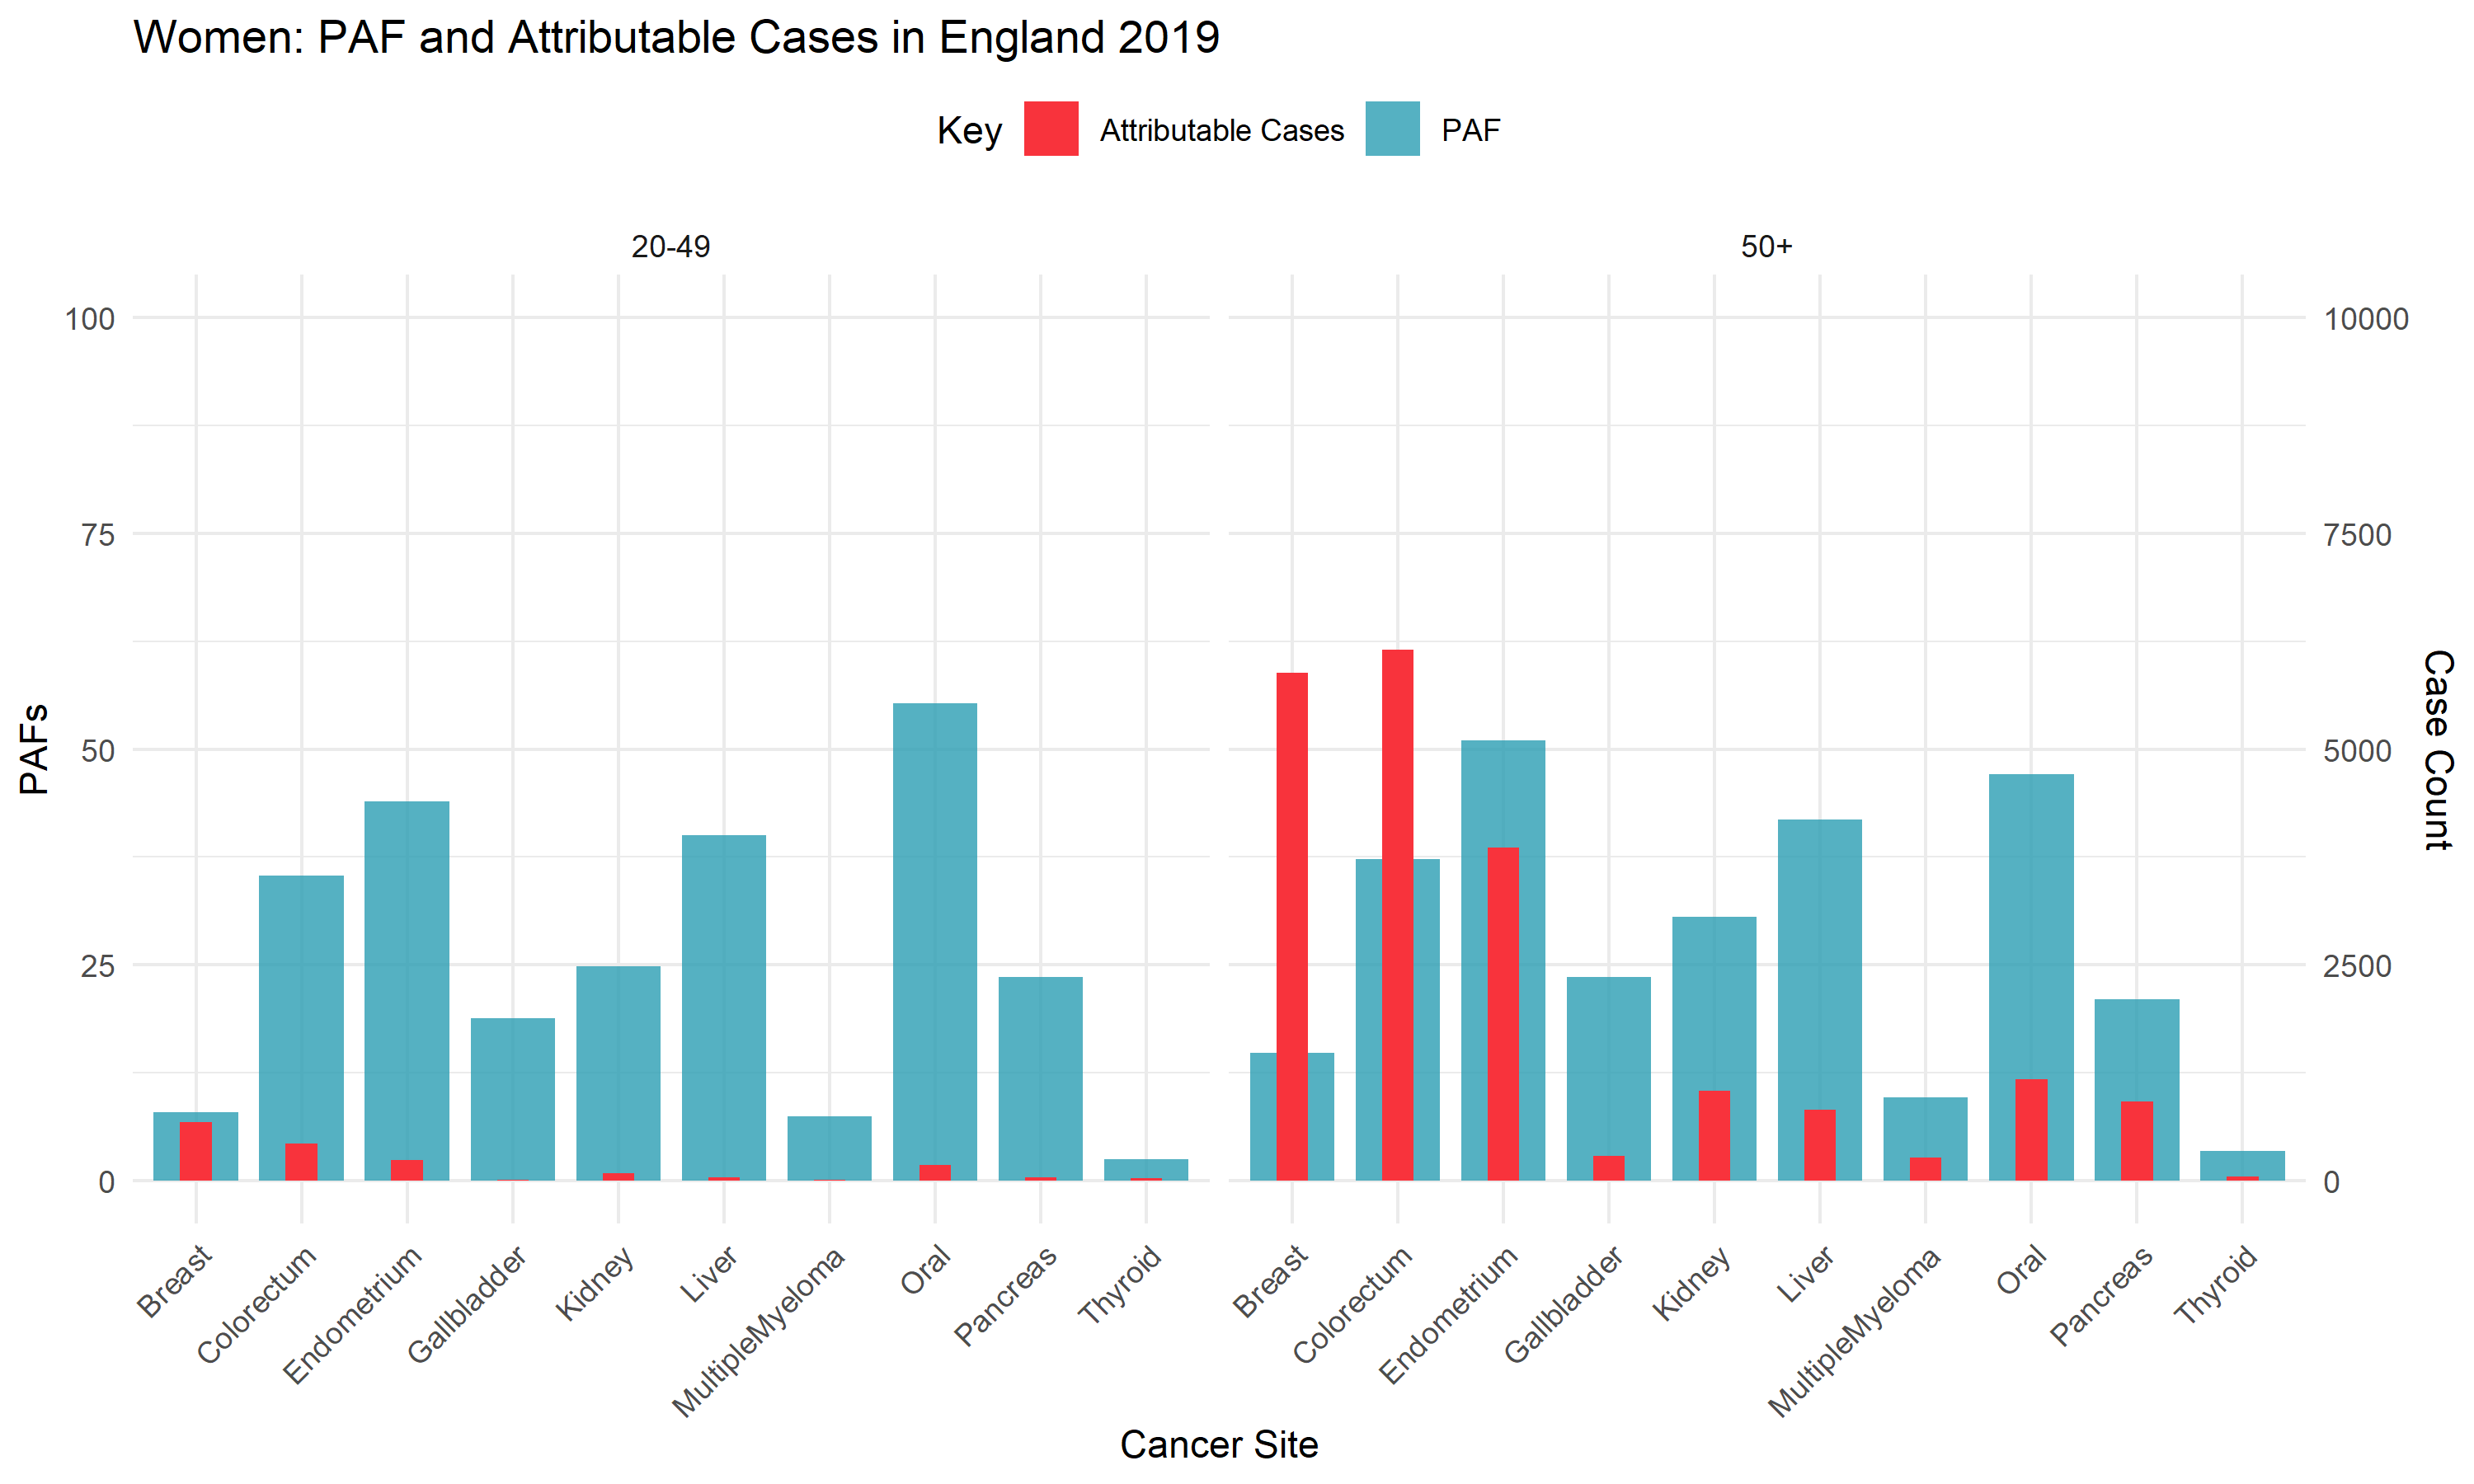 Women: PAF and Attributable Cases in England 2019
Key Attributable Cases PAF
20-49 50+
100 10000
75 7500
50 5000
25 2500
0 0
PAFs
Case Count
Breast Colorectum Endometrium Gallbladder Kidney Liver MultipleMyeloma Oral Pancreas Thyroid Breast Colorectum Endometrium Gallbladder Kidney Liver MultipleMyeloma Oral Pancreas Thyroid
Cancer Site